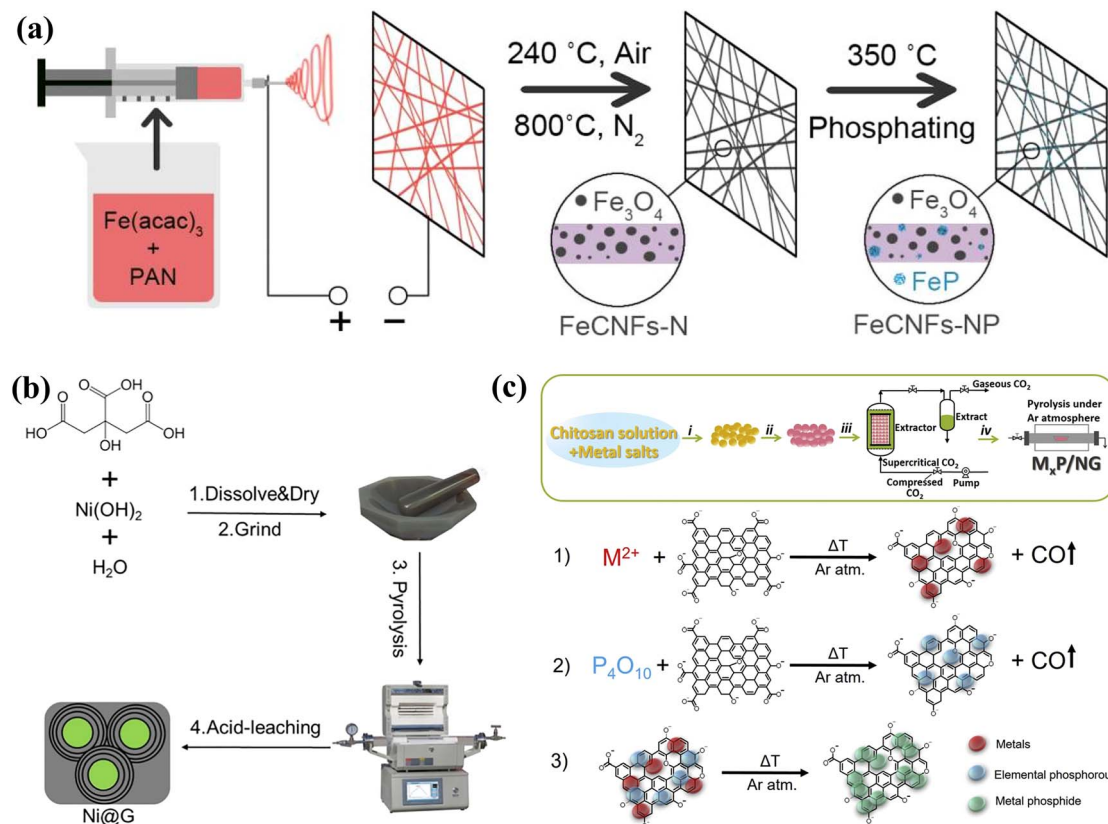 (a)
Fe(acac)₃
+
PAN
+ −
240 °C, Air
800°C, N₂
Fe₃O₄
FeCNFs-N
350 °C
Phosphating
Fe₃O₄
FeP
FeCNFs-NP
(b)
O
OH
O
O
HO
OH
OH
+
Ni(OH)₂
+
H₂O
1.Dissolve&Dry
2.Grind
3. Pyrolysis
4.Acid-leaching
Ni@G
(c)
Chitosan solution
+Metal salts
i
ii
iii
Extractor
Gaseous CO₂
Extract
Supercritical CO₂
Compressed
CO₂
Pump
iv
Pyrolysis under
Ar atmosphere
MₓP/NG
1) M²⁺ +
ΔT
Ar atm.
+ CO↑
2) P₄O₁₀ +
ΔT
Ar atm.
+ CO↑
3)
ΔT
Ar atm.
Metals
Elemental phosphorou
Metal phosphide